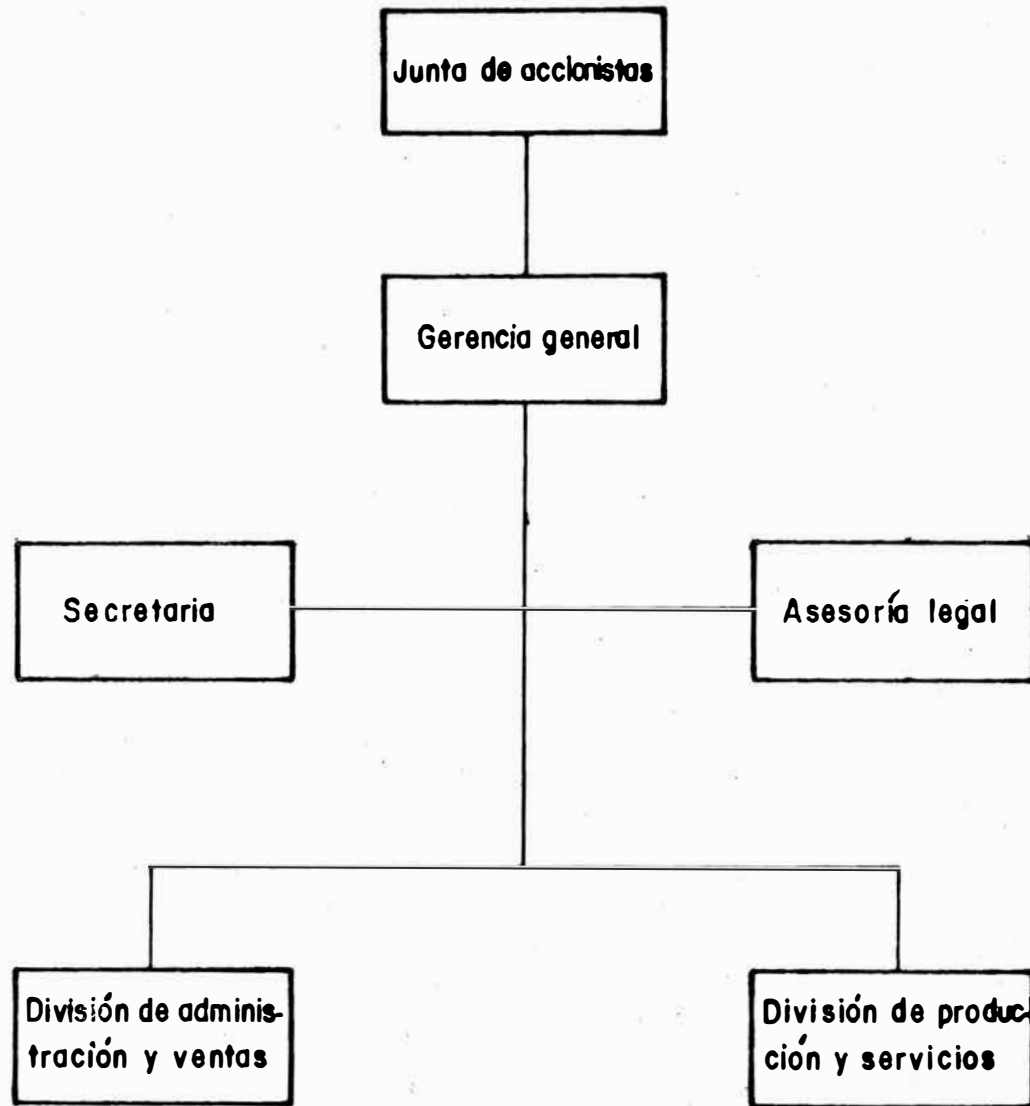 Junta de accionistas
Gerencia general
Secretaria
Asesoría legal
División de adminis-
tración y ventas
División de produc-
ción y servicios